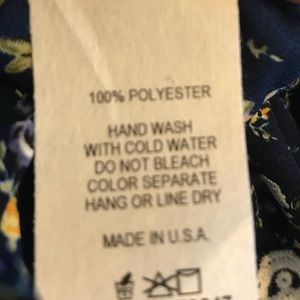 100% POLYESTER
HAND WASH
WITH COLD WATER
DO NOT BLEACH
COLOR SEPARATE
HANG OR LINE DRY
MADE IN U.S.A.